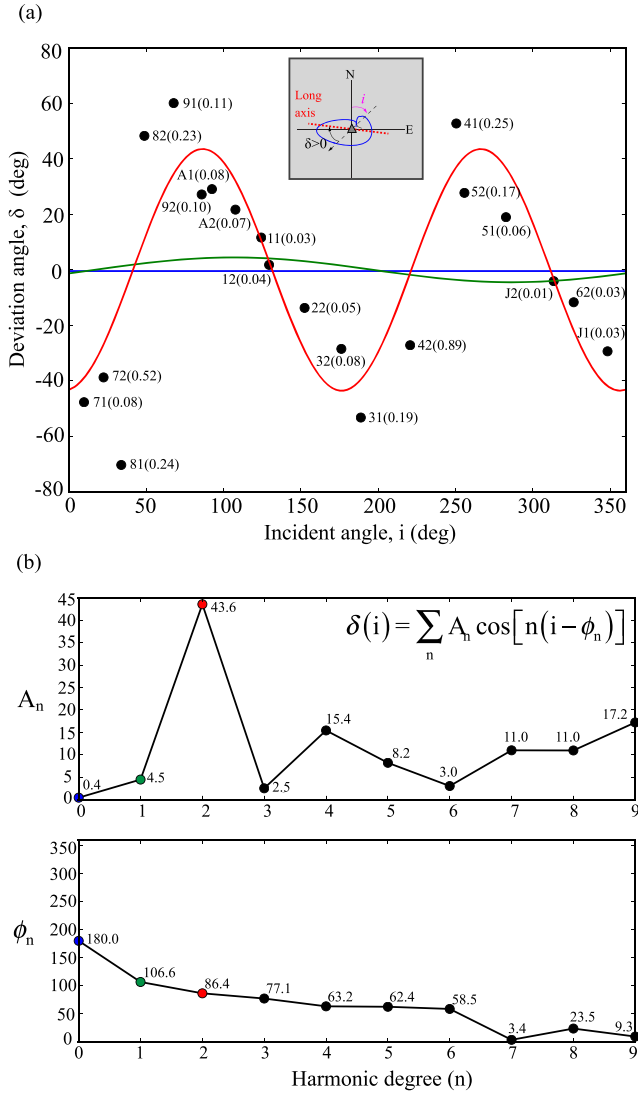 (a)
80
60
40
20
0
-20
-40
-60
-80
Deviation angle, δ (deg)
91(0.11)
82(0.23)
A1(0.08)
92(0.10)
A2(0.07)
11(0.03)
12(0.04)
22(0.05)
32(0.08)
72(0.52)
71(0.08)
81(0.24)
31(0.19)
42(0.89)
41(0.25)
52(0.17)
51(0.06)
J2(0.01)
62(0.03)
J1(0.03)
N
Long
axis
i
E
δ>0
0 50 100 150 200 250 300 350
Incident angle, i (deg)
(b)
45
40
35
30
25
20
15
10
5
0
An
δ(i) = ∑n An cos[n(i−ϕn)]
0.4 4.5 43.6 2.5 15.4 8.2 3.0 11.0 11.0 17.2
0 1 2 3 4 5 6 7 8 9
350
300
250
200
150
100
50
0
ϕn
180.0 106.6 86.4 77.1 63.2 62.4 58.5 3.4 23.5 9.3
0 1 2 3 4 5 6 7 8 9
Harmonic degree (n)